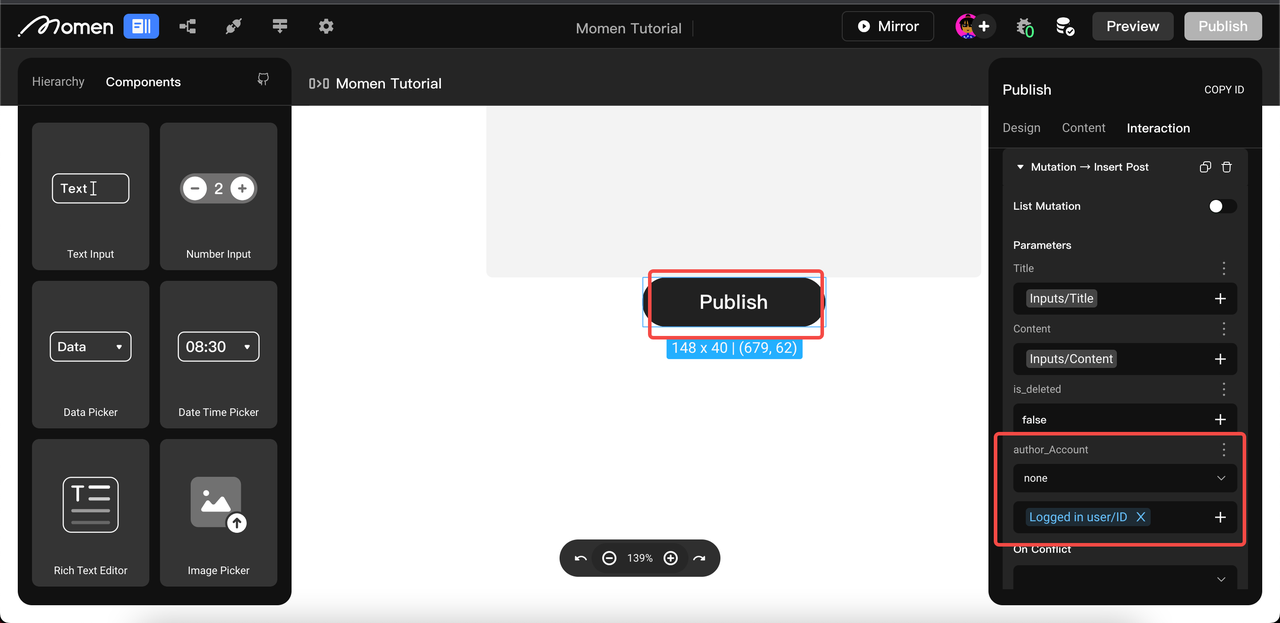 Momen
Momen Tutorial
Mirror
0
Preview
Publish
Hierarchy
Components
Momen Tutorial
Text
Text Input
2
Number Input
Data
Data Picker
08:30
Date Time Picker
T
Rich Text Editor
Image Picker
Publish
148 x 40 | (679, 62)
139%
Publish
COPY ID
Design
Content
Interaction
Mutation → Insert Post
List Mutation
Parameters
Title
Inputs/Title
Content
Inputs/Content
is_deleted
false
author_Account
none
Logged in user/ID X
On Conflict